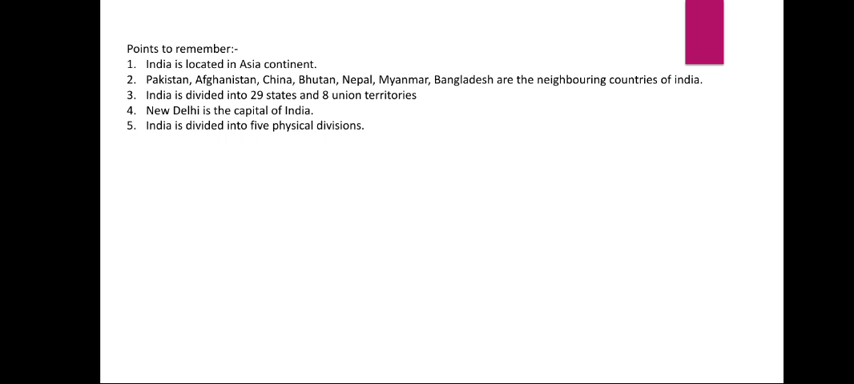 Points to remember:-
1. India is located in Asia continent.
2. Pakistan, Afghanistan, China, Bhutan, Nepal, Myanmar, Bangladesh are the neighbouring countries of india.
3. India is divided into 29 states and 8 union territories
4. New Delhi is the capital of India.
5. India is divided into five physical divisions.